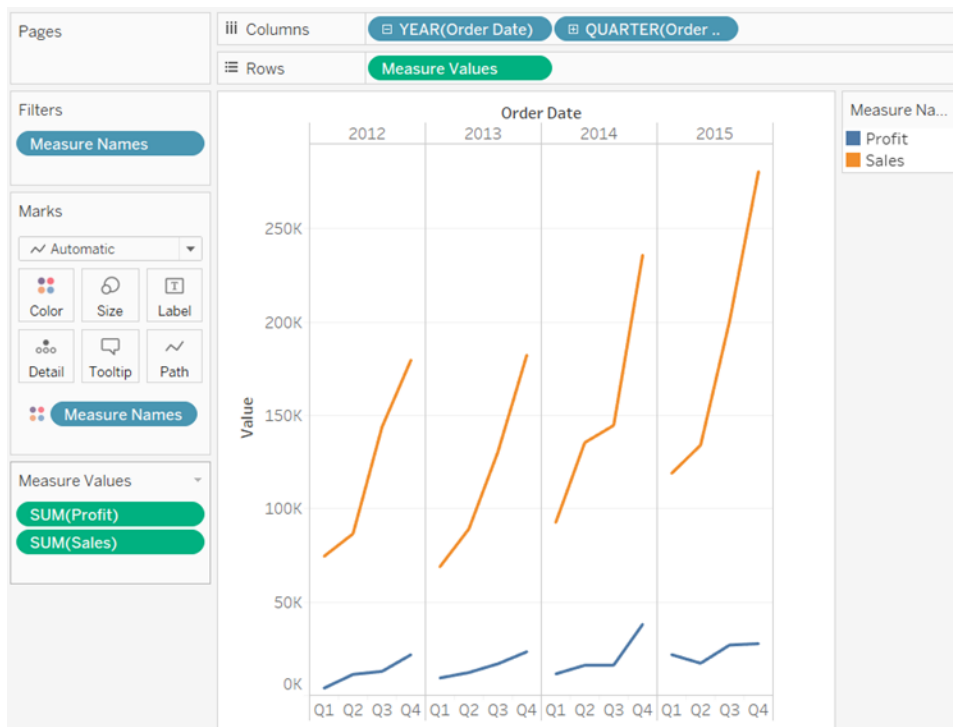 Pages
Columns
YEAR(Order Date)
QUARTER(Order ..
Rows
Measure Values
Filters
Measure Names
Marks
Automatic
Color
Size
Label
Detail
Tooltip
Path
Measure Names
Measure Values
SUM(Profit)
SUM(Sales)
Order Date
2012 2013 2014 2015
Value
250K
200K
150K
100K
50K
0K
Q1 Q2 Q3 Q4 Q1 Q2 Q3 Q4 Q1 Q2 Q3 Q4 Q1 Q2 Q3 Q4
Measure Na...
Profit
Sales